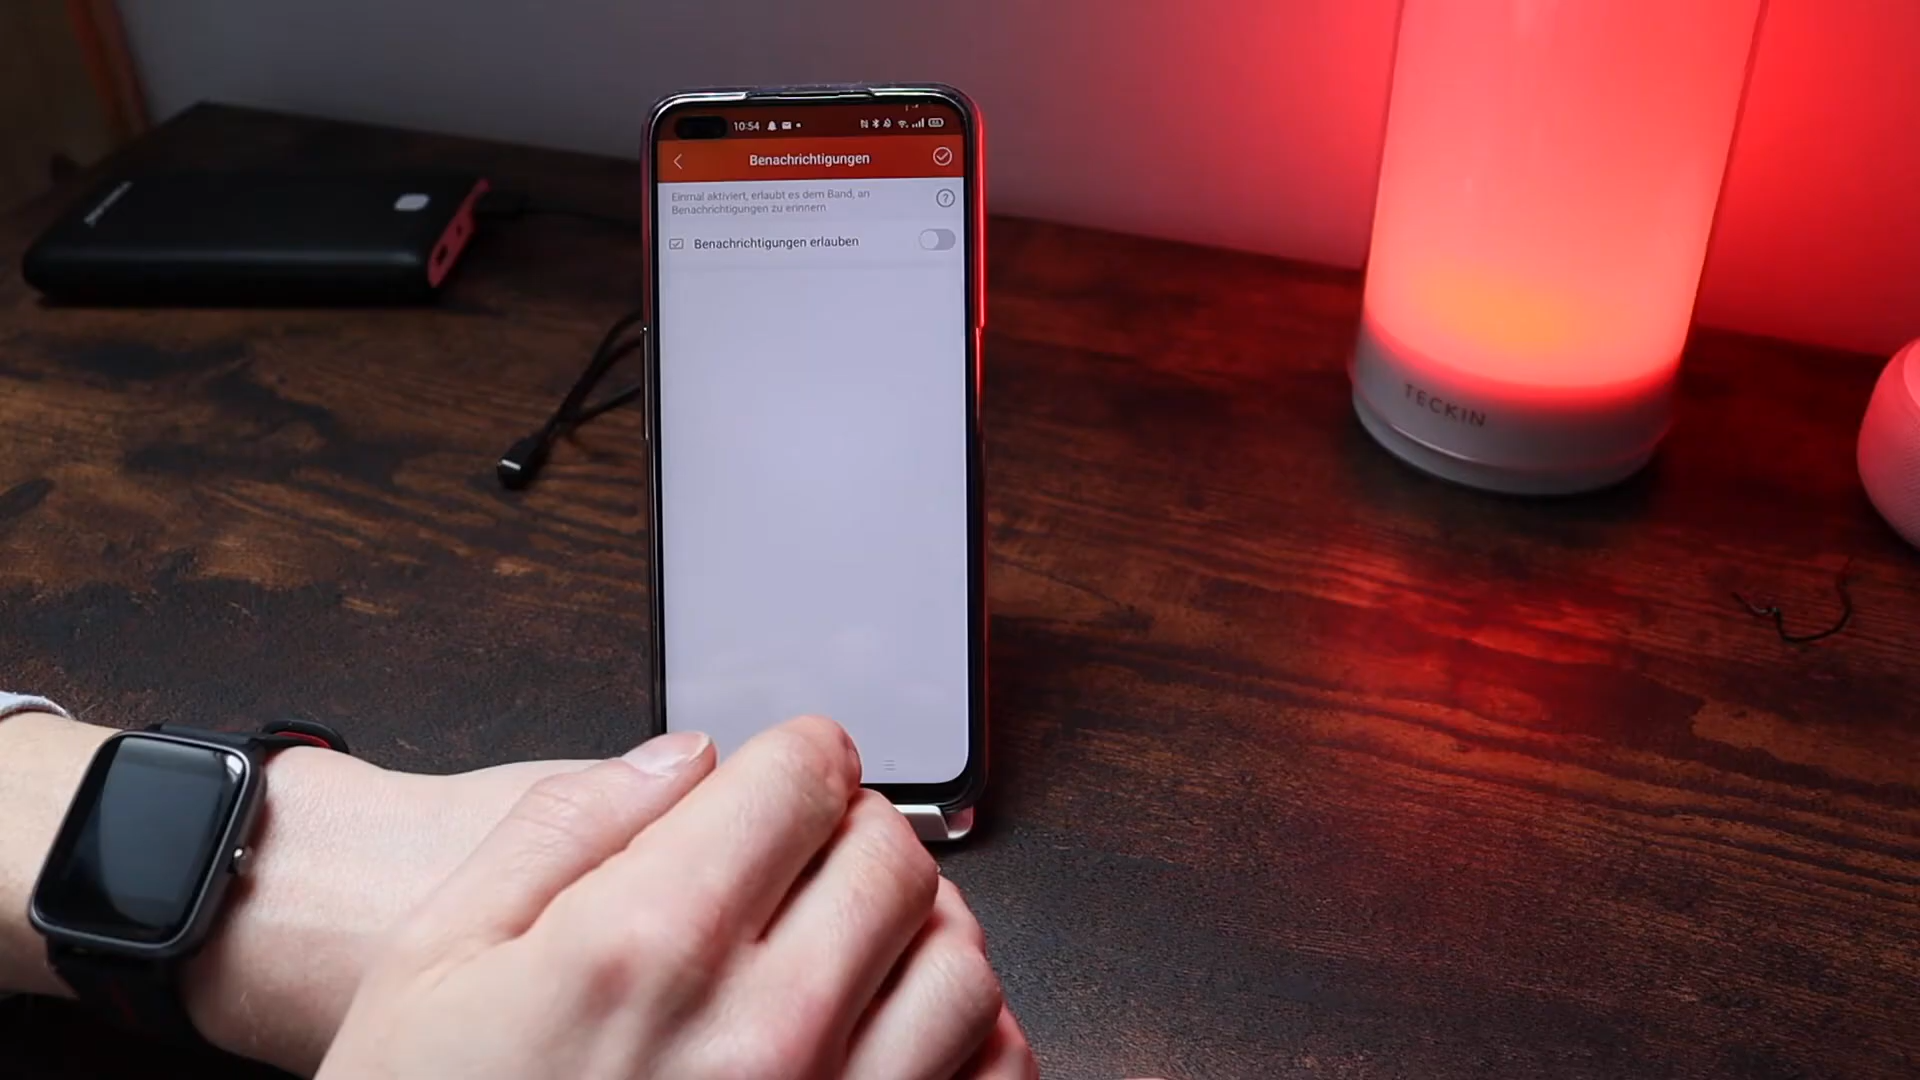 10:54
Benachrichtigungen
Einmal aktiviert, erlaubt es dem Band, an
Benachrichtigungen zu erinnern
?
Benachrichtigungen erlauben
TECKIN